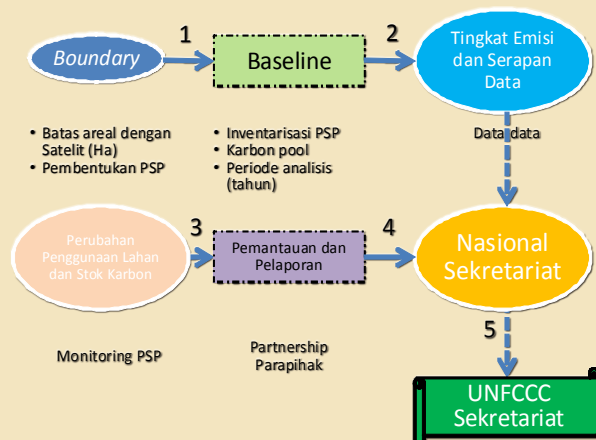 1
2
Boundary
Baseline
Tingkat Emisi
dan Serapan
Data
• Batas areal dengan
Satelit (Ha)
• Pembentukan PSP
• Inventarisasi PSP
• Karbon pool
• Periode analisis
(tahun)
Data data
3
4
Perubahan
Penggunaan Lahan
dan Stok Karbon
Pemantauan dan
Pelaporan
Nasional
Sekretariat
5
Monitoring PSP
Partnership
Parapihak
UNFCCC
Sekretariat